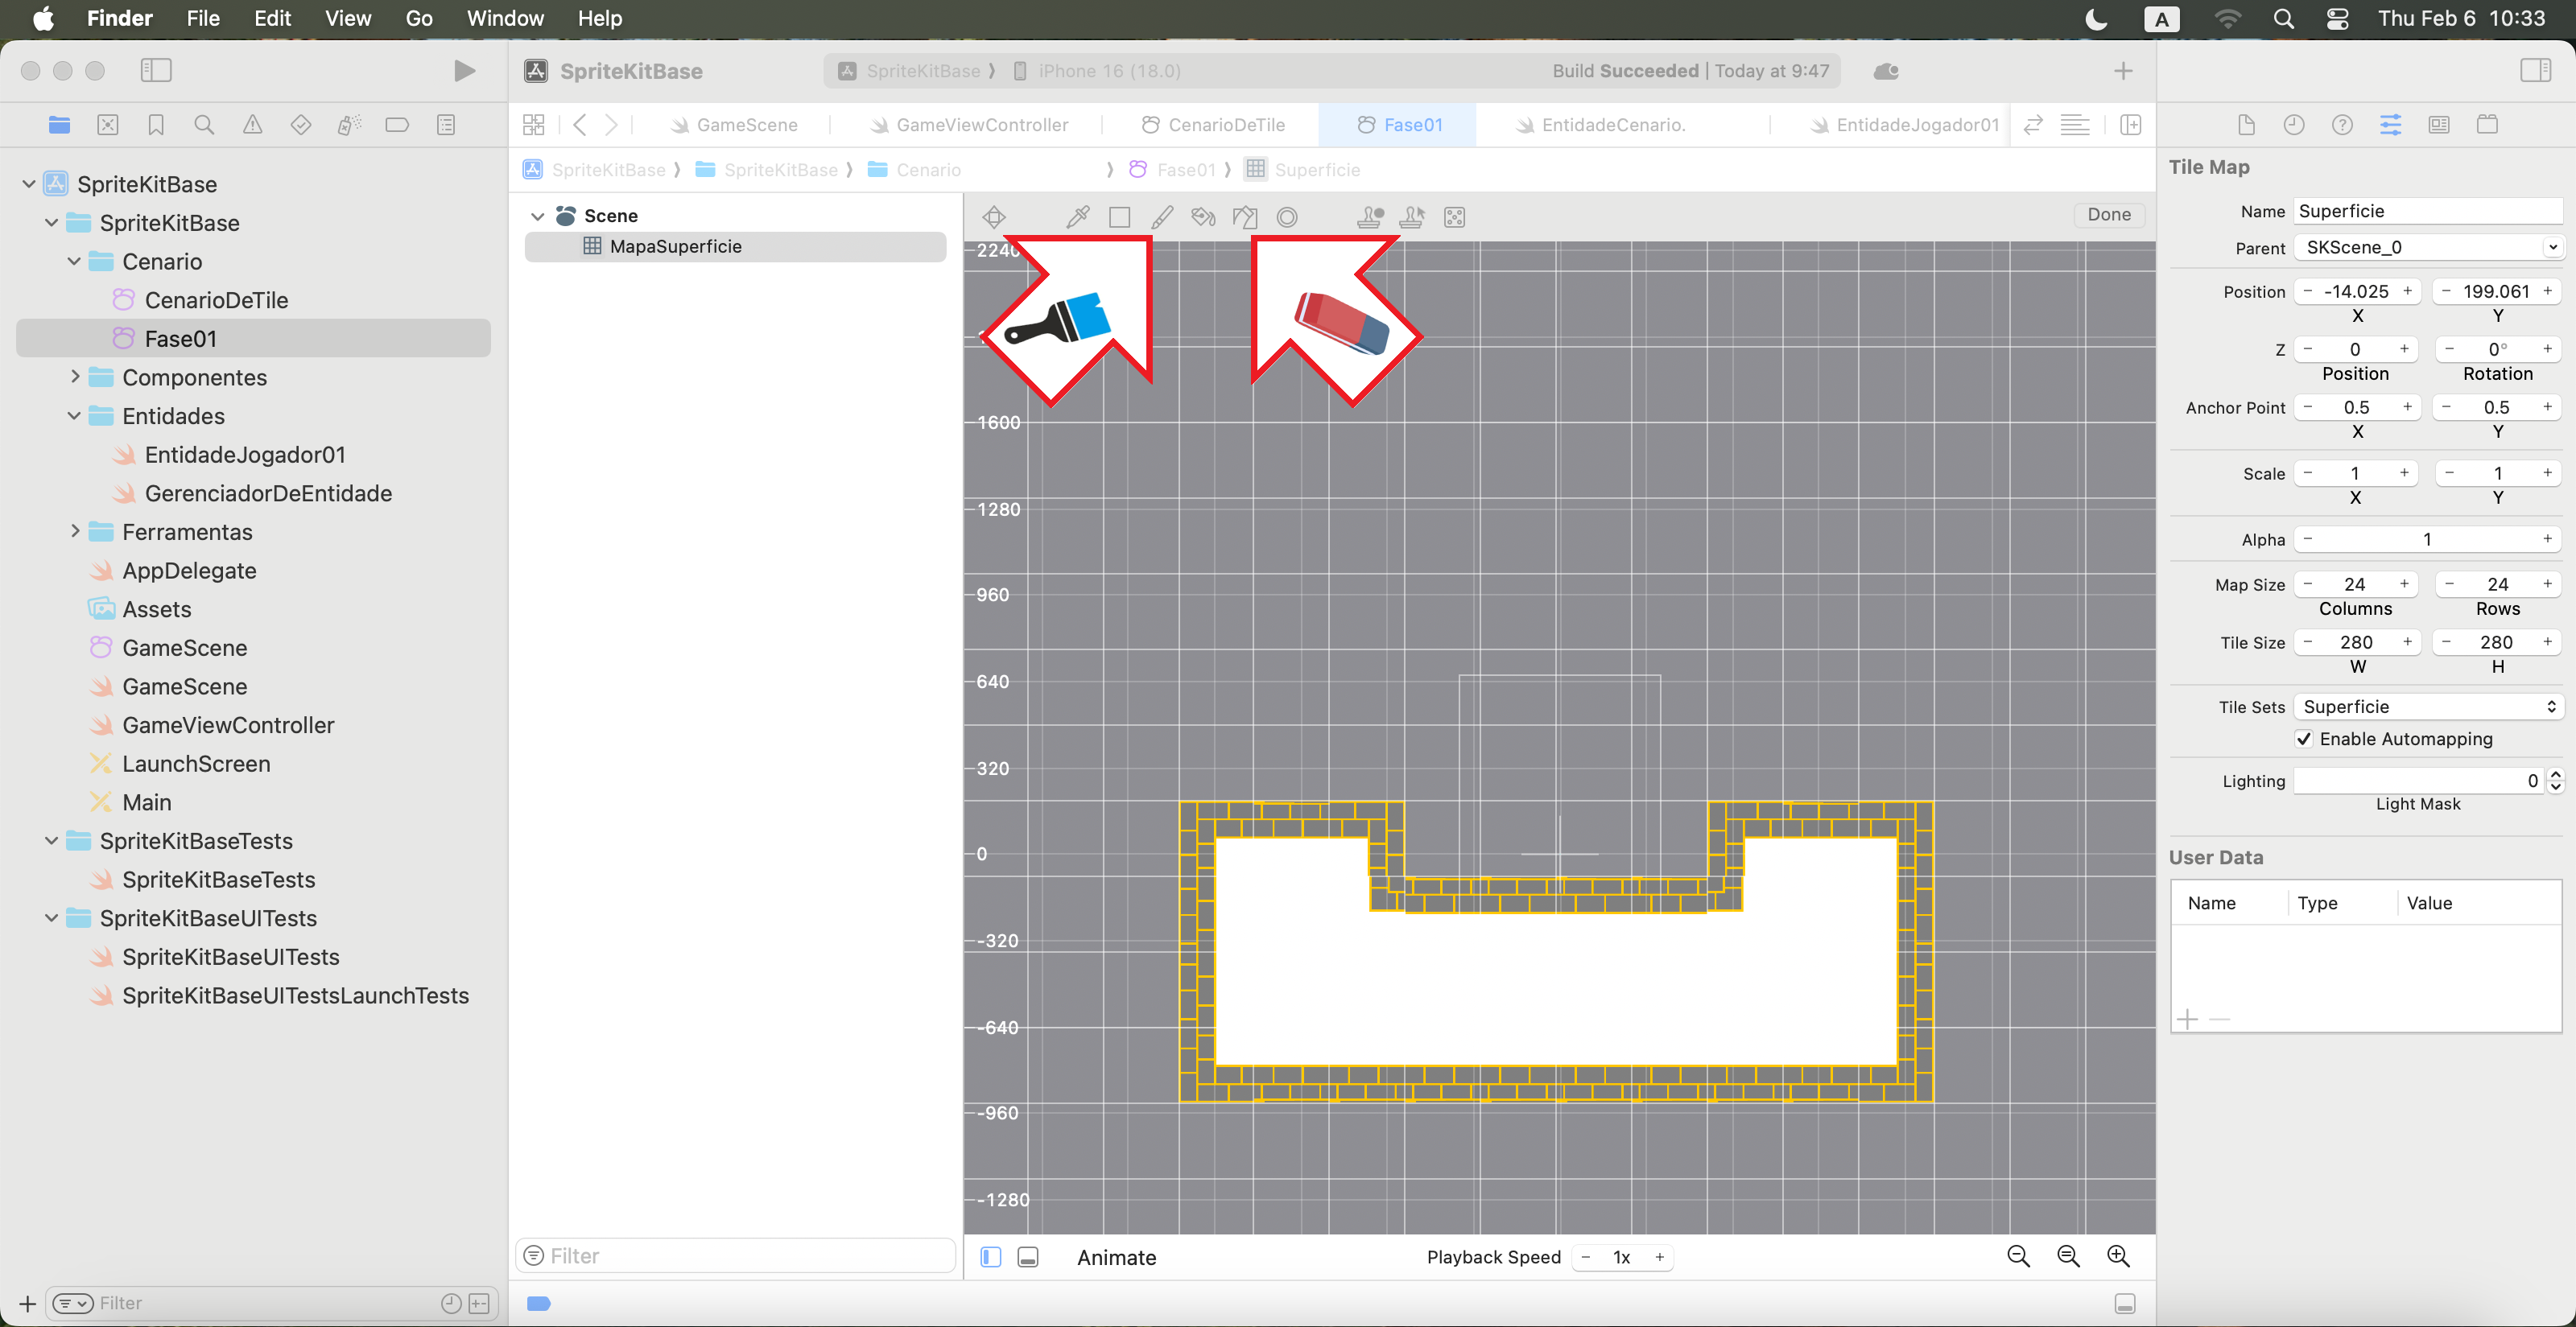 Finder File Edit View Go Window Help A Thu Feb 6 10:33
SpriteKitBase SpriteKitBase iPhone 16 (18.0) Build Succeeded | Today at 9:47
GameScene GameViewController CenarioDeTile Fase01 EntidadeCenario. EntidadeJogador01
SpriteKitBase SpriteKitBase Cenario Fase01 Superficie
SpriteKitBase
SpriteKitBase
Cenario
CenarioDeTile
Fase01
Componentes
Entidades
EntidadeJogador01
GerenciadorDeEntidade
Ferramentas
AppDelegate
Assets
GameScene
GameScene
GameViewController
LaunchScreen
Main
SpriteKitBaseTests
SpriteKitBaseTests
SpriteKitBaseUITests
SpriteKitBaseUITests
SpriteKitBaseUITestsLaunchTests
Filter
Scene
MapaSuperficie
Filter
Done
2240
1600
1280
960
640
320
0
-320
-640
-960
-1280
Animate Playback Speed - 1x +
Tile Map
Name Superficie
Parent SKScene_0
Position - -14.025 + - 199.061 +
X Y
Z - 0 + - 0° +
Position Rotation
Anchor Point - 0.5 + - 0.5 +
X Y
Scale - 1 + - 1 +
X Y
Alpha - 1 +
Map Size - 24 + - 24 +
Columns Rows
Tile Size - 280 + - 280 +
W H
Tile Sets Superficie
Enable Automapping
Lighting 0
Light Mask
User Data
Name Type Value